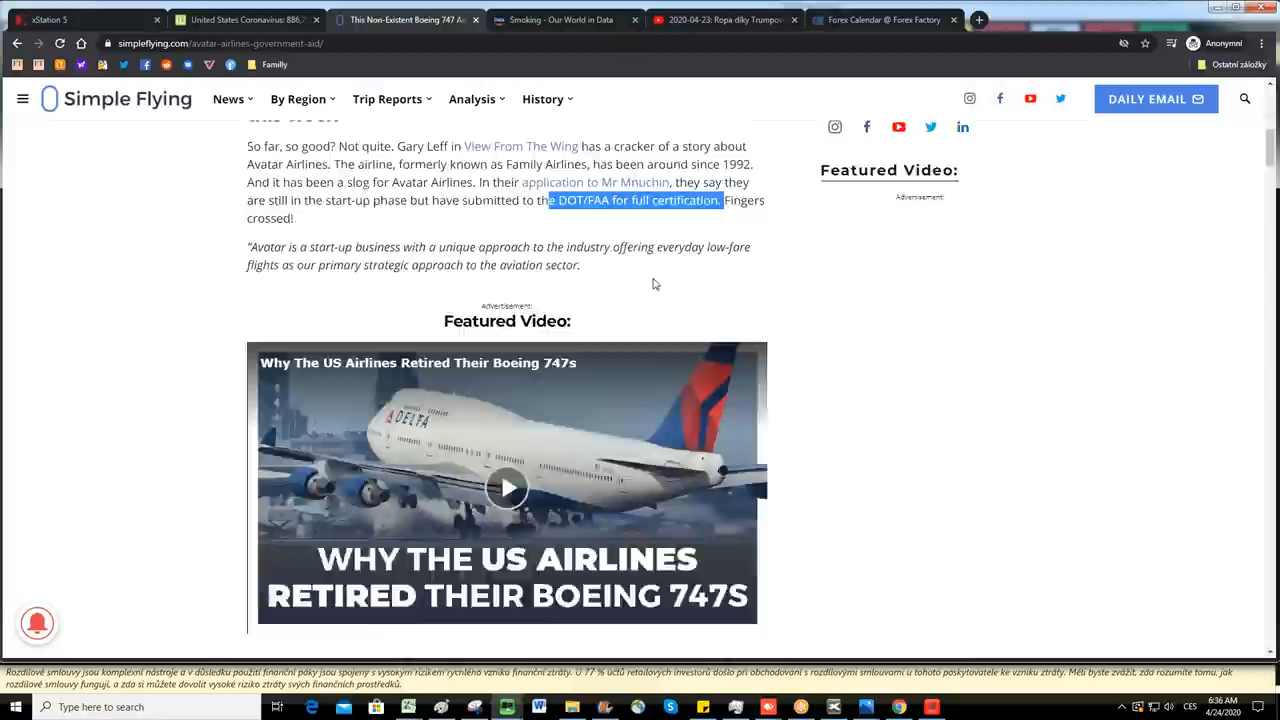 xStation 5
United States Coronavirus: 886,7
This Non-Existent Boeing 747 Ai
Smoking - Our World in Data
2020-04-23: Ropa díky Trumpov
Forex Calendar @ Forex Factory
simpleflying.com/avatar-airlines-government-aid/
Anonymní
Familly
Ostatní záložky
Simple Flying
News
By Region
Trip Reports
Analysis
History
DAILY EMAIL
So far, so good? Not quite. Gary Leff in View From The Wing has a cracker of a story about
Avatar Airlines. The airline, formerly known as Family Airlines, has been around since 1992.
And it has been a slog for Avatar Airlines. In their application to Mr Mnuchin, they say they
are still in the start-up phase but have submitted to the DOT/FAA for full certification. Fingers
crossed!
“Avatar is a start-up business with a unique approach to the industry offering everyday low-fare
flights as our primary strategic approach to the aviation sector.
Advertisement:
Featured Video:
Why The US Airlines Retired Their Boeing 747s
DELTA
WHY THE US AIRLINES
RETIRED THEIR BOEING 747S
Featured Video:
Advertisement:
Rozdílové smlouvy jsou komplexní nástroje a v důsledku použití finanční páky jsou spojeny s vysokým rizikem rychlého vzniku finanční ztráty. U 77 % účtů retailových investorů došlo při obchodování s rozdílovými smlouvami u tohoto poskytovatele ke vzniku ztráty. Měli byste zvážit, zda rozumíte tomu, jak
rozdílové smlouvy fungují, a zda si můžete dovolit vysoké riziko ztráty svých finančních prostředků.
Type here to search
CES
6:36 AM
4/24/2020